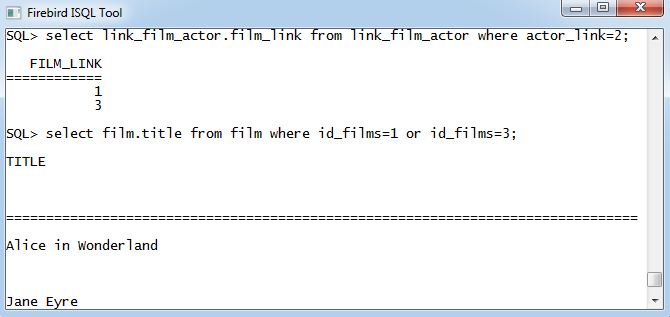 Firebird ISQL Tool
SQL> select link_film_actor.film_link from link_film_actor where actor_link=2;
FILM_LINK
============
1
3
SQL> select film.title from film where id_films=1 or id_films=3;
TITLE
===============================================================================
Alice in Wonderland
Jane Eyre